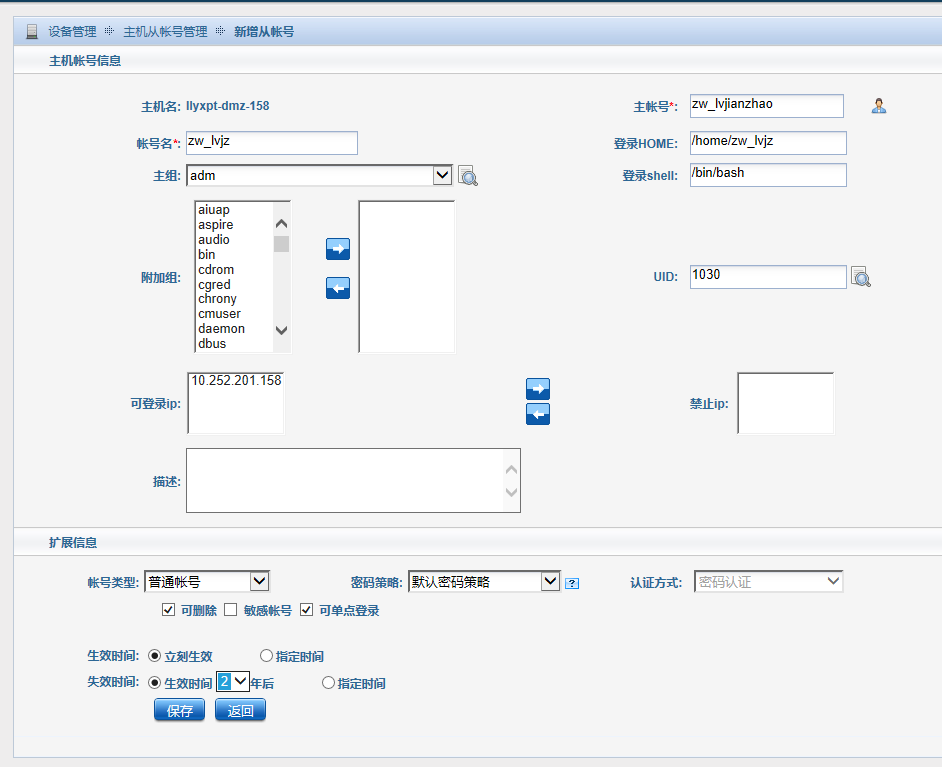 设备管理 主机从帐号管理 新增从帐号
主机帐号信息
主机名: llyxpt-dmz-158 主帐号*: zw_lvjianzhao
帐号名*: zw_lvjz 登录HOME: /home/zw_lvjz
主组: adm 登录shell: /bin/bash
附加组:
aiuap
aspire
audio
bin
cdrom
cgred
chrony
cmuser
daemon
dbus
UID: 1030
可登录ip: 10.252.201.158 禁止ip:
描述:
扩展信息
帐号类型: 普通帐号 密码策略: 默认密码策略 ? 认证方式: 密码认证
可删除 敏感帐号 可单点登录
生效时间: 立刻生效 指定时间
失效时间: 生效时间 2 年后 指定时间
保存 返回